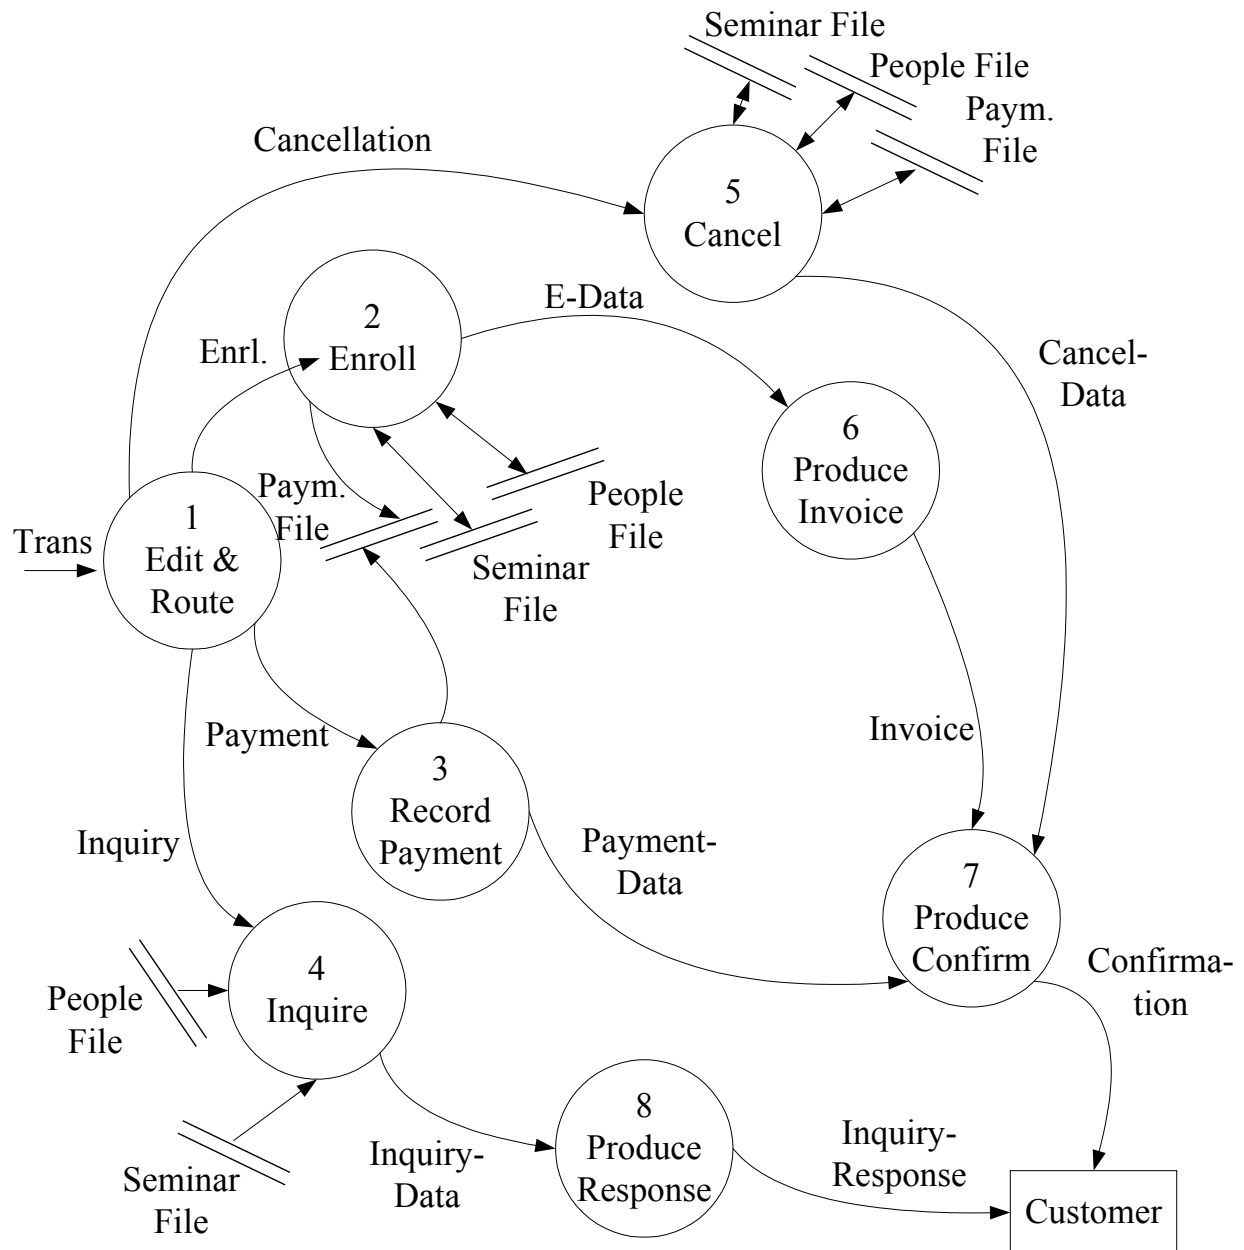 Seminar File
People File
Paym.
File
Cancellation
5
Cancel
E-Data
2
Enroll
Enrl.
Cancel-
Data
6
Produce
Invoice
Paym.
File
People
File
1
Edit &
Route
Trans
Seminar
File
Payment
Invoice
3
Record
Payment
Inquiry
Payment-
Data
7
Produce
Confirm
Confirma-
tion
4
Inquire
People
File
8
Produce
Response
Inquiry-
Response
Inquiry-
Data
Seminar
File
Customer